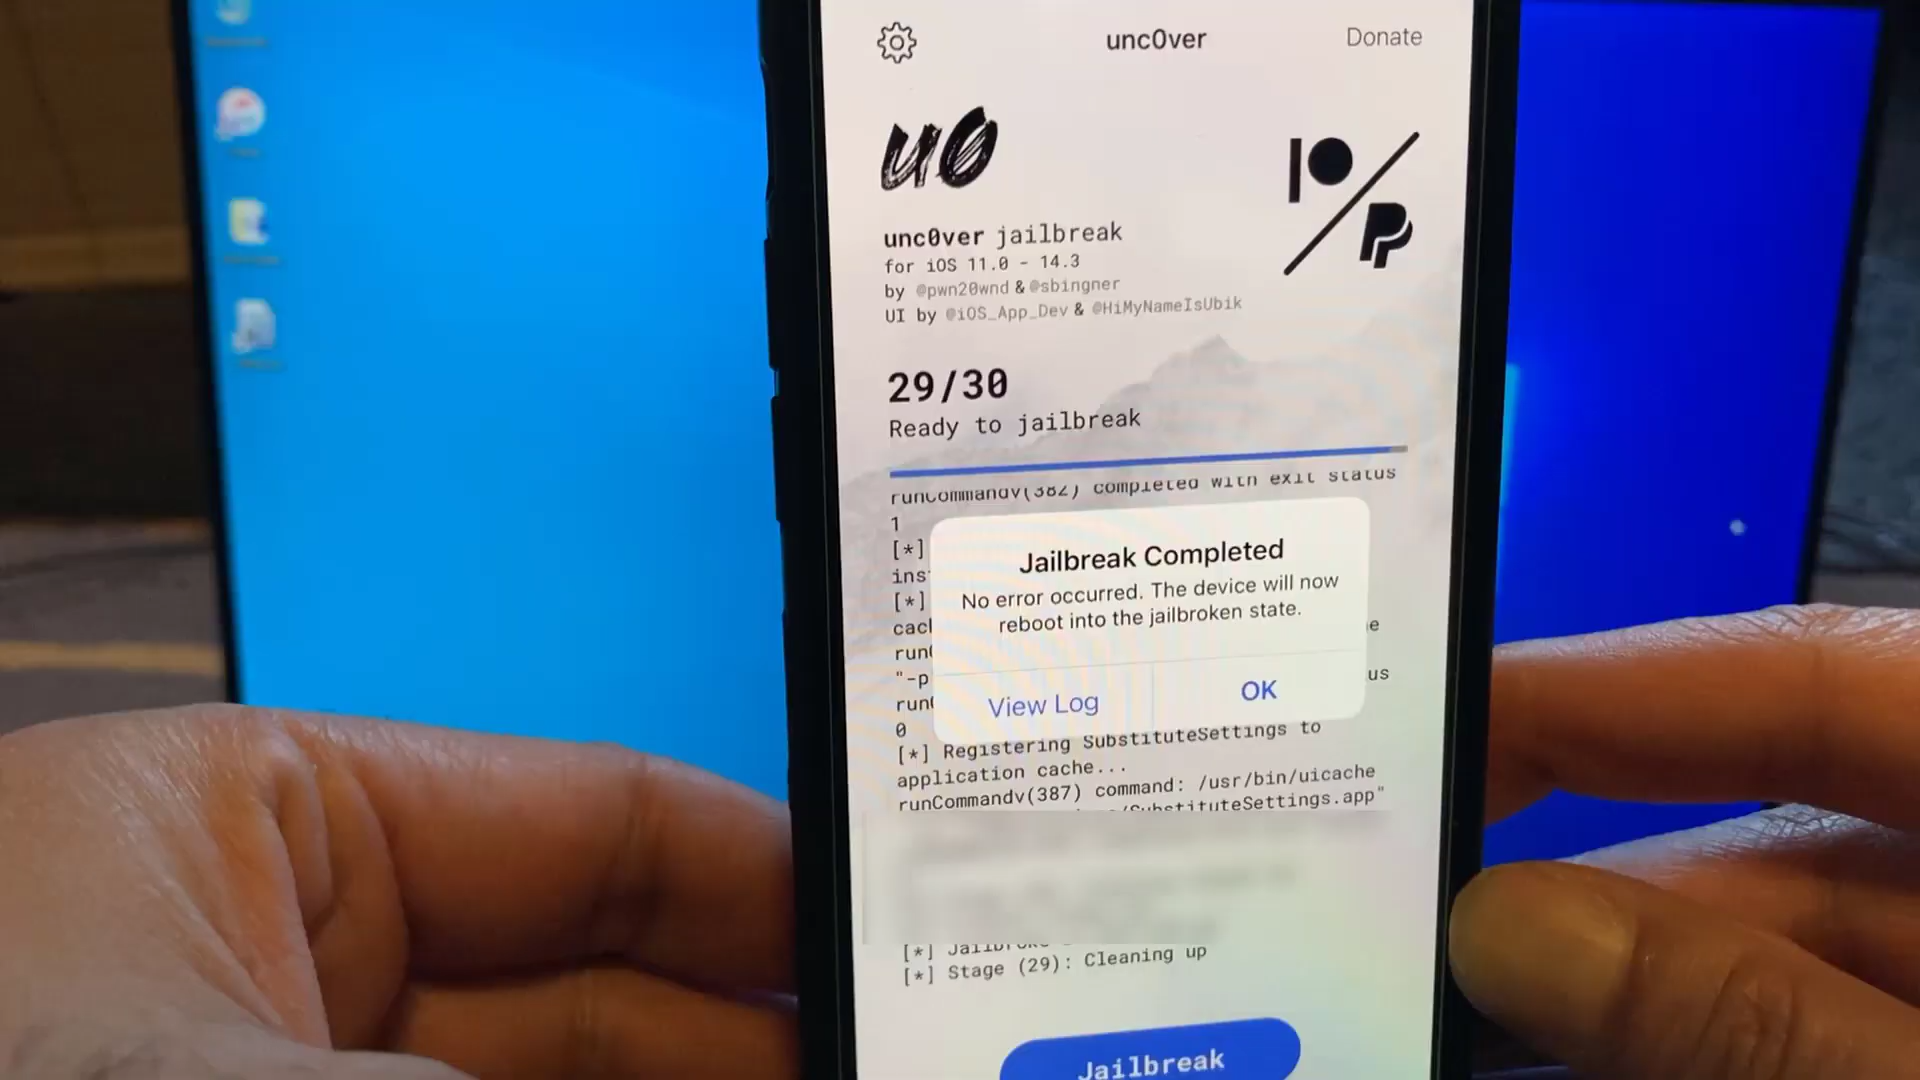 unc0ver
Donate
u0
unc0ver jailbreak
for iOS 11.0 - 14.3
by @pwn20wnd & @sbingner
UI by @iOS_App_Dev & @HiMyNameIsUbik
29/30
Ready to jailbreak
runCommandv(382) completed with exit status
1
[*]
ins
[*]
cach
e
run
"-p
us
run
0
Jailbreak Completed
No error occurred. The device will now
reboot into the jailbroken state.
View Log
OK
[*] Registering SubstituteSettings to
application cache...
runCommandv(387) command: /usr/bin/uicache
/SubstituteSettings.app"
[*]
[*] Stage (29): Cleaning up
Jailbreak